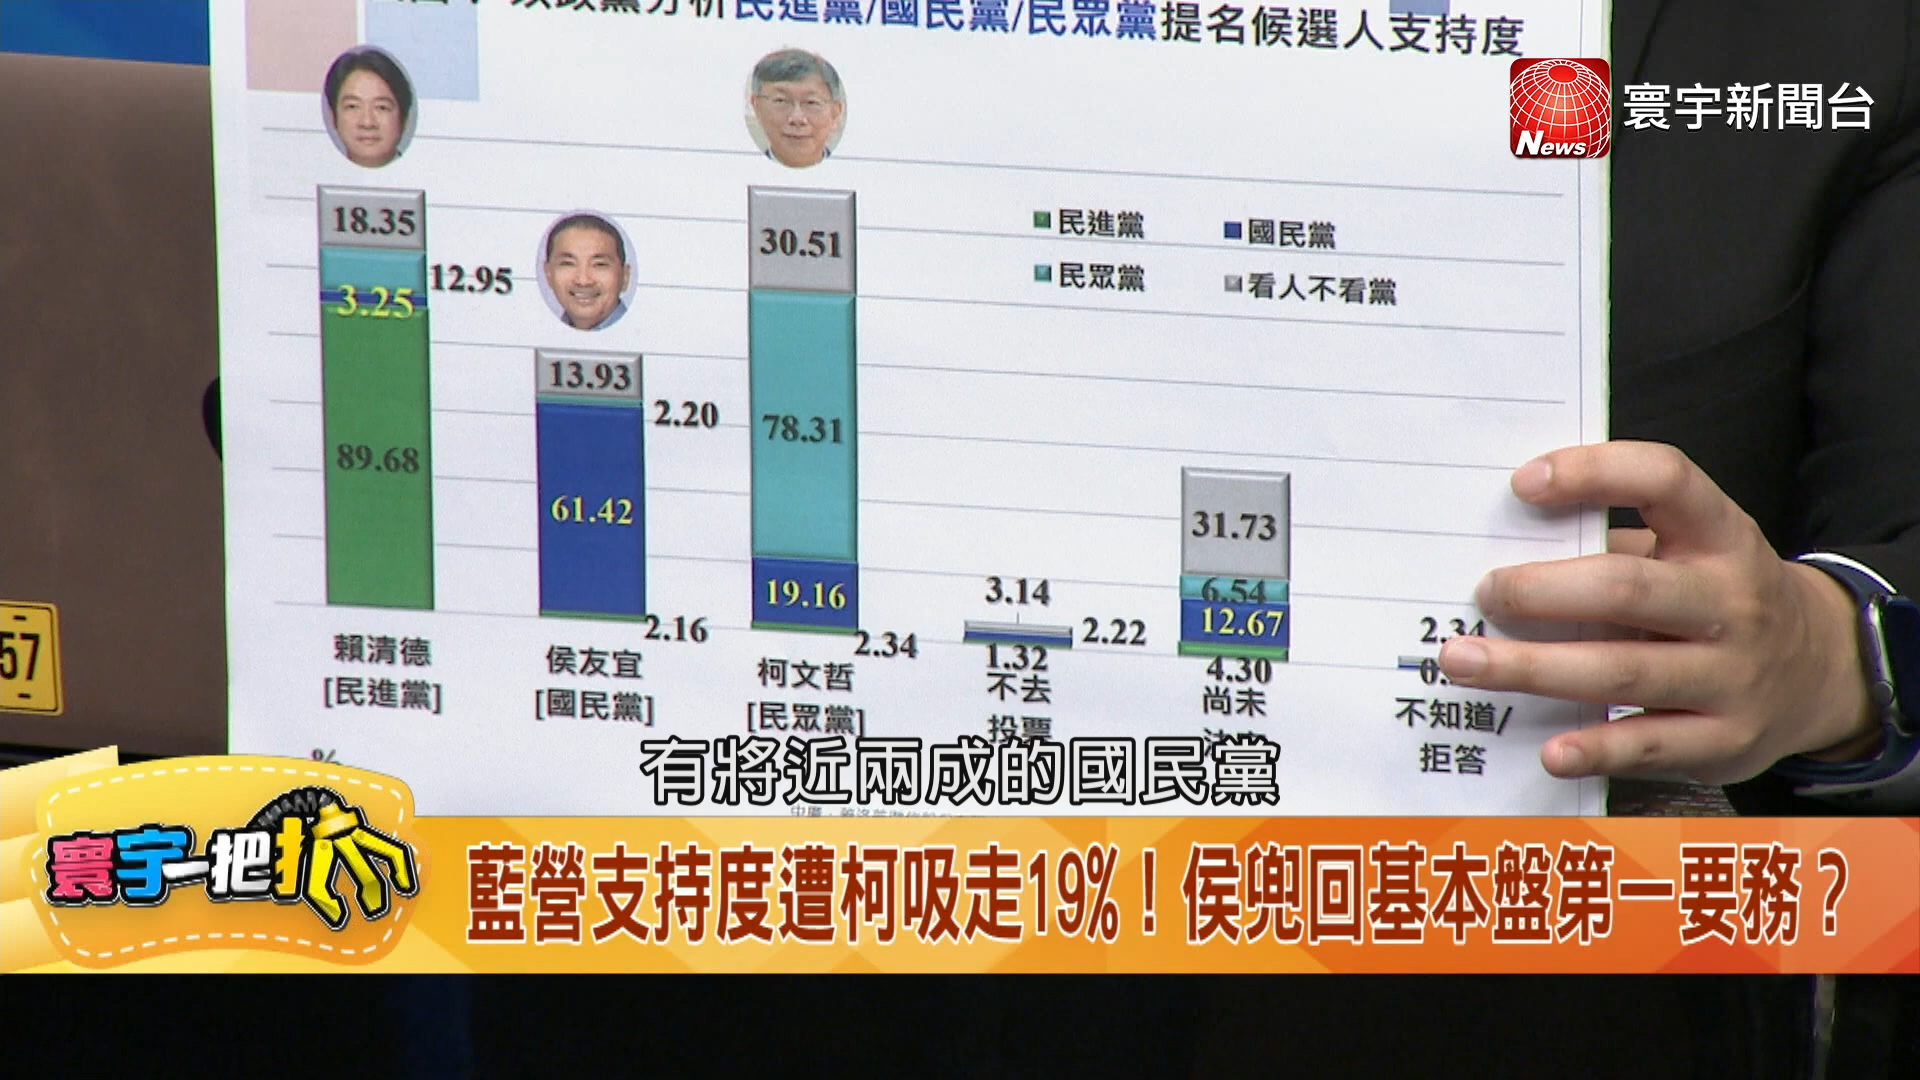 民進黨/國民黨/民眾黨提名候選人支持度
News 寰宇新聞台
18.35
12.95
3.25
89.68
13.93
2.20
61.42
2.16
30.51
78.31
19.16
2.34
3.14
2.22
1.32
31.73
6.54
12.67
4.30
2.34
民進黨 國民黨
民眾黨 看人不看黨
賴清德
[民進黨]
侯友宜
[國民黨]
柯文哲
[民眾黨]
不去
投票
尚未
不知道/
拒答
%
57
有將近兩成的國民黨
寰宇一把抓
藍營支持度遭柯吸走19%！侯兜回基本盤第一要務？